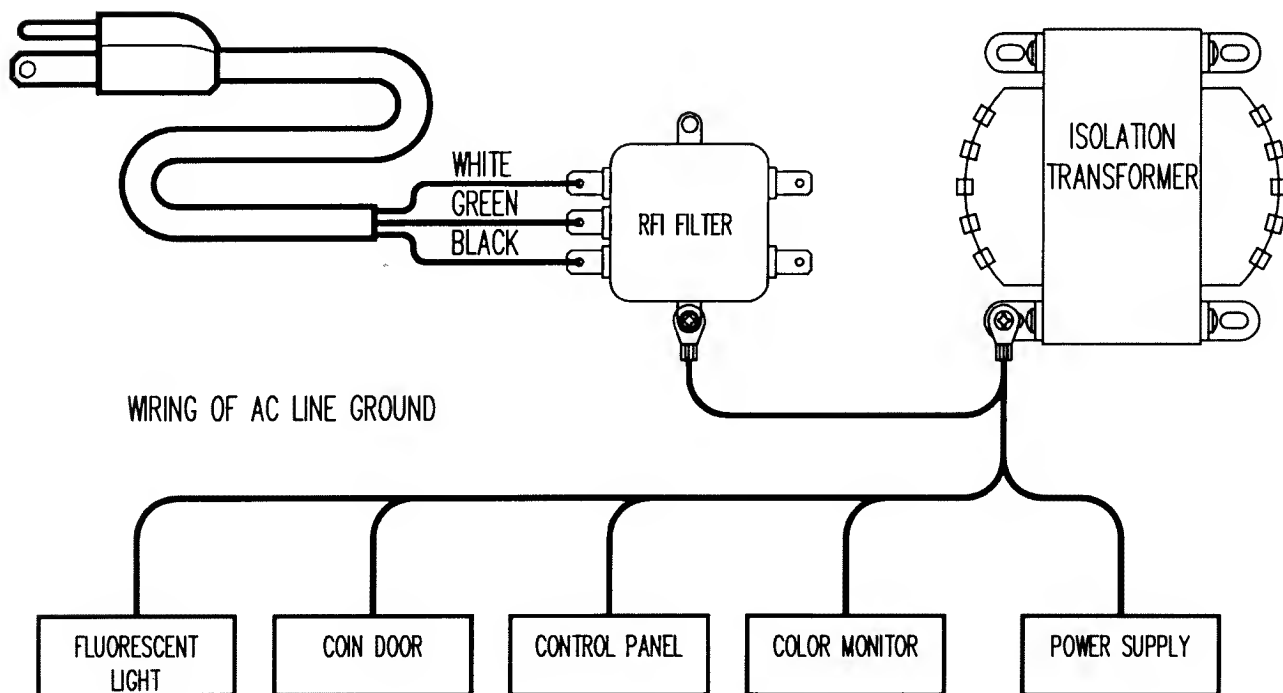 WHITE
GREEN
BLACK
RFI FILTER
ISOLATION
TRANSFORMER
WIRING OF AC LINE GROUND
FLUORESCENT
LIGHT
COIN DOOR
CONTROL PANEL
COLOR MONITOR
POWER SUPPLY